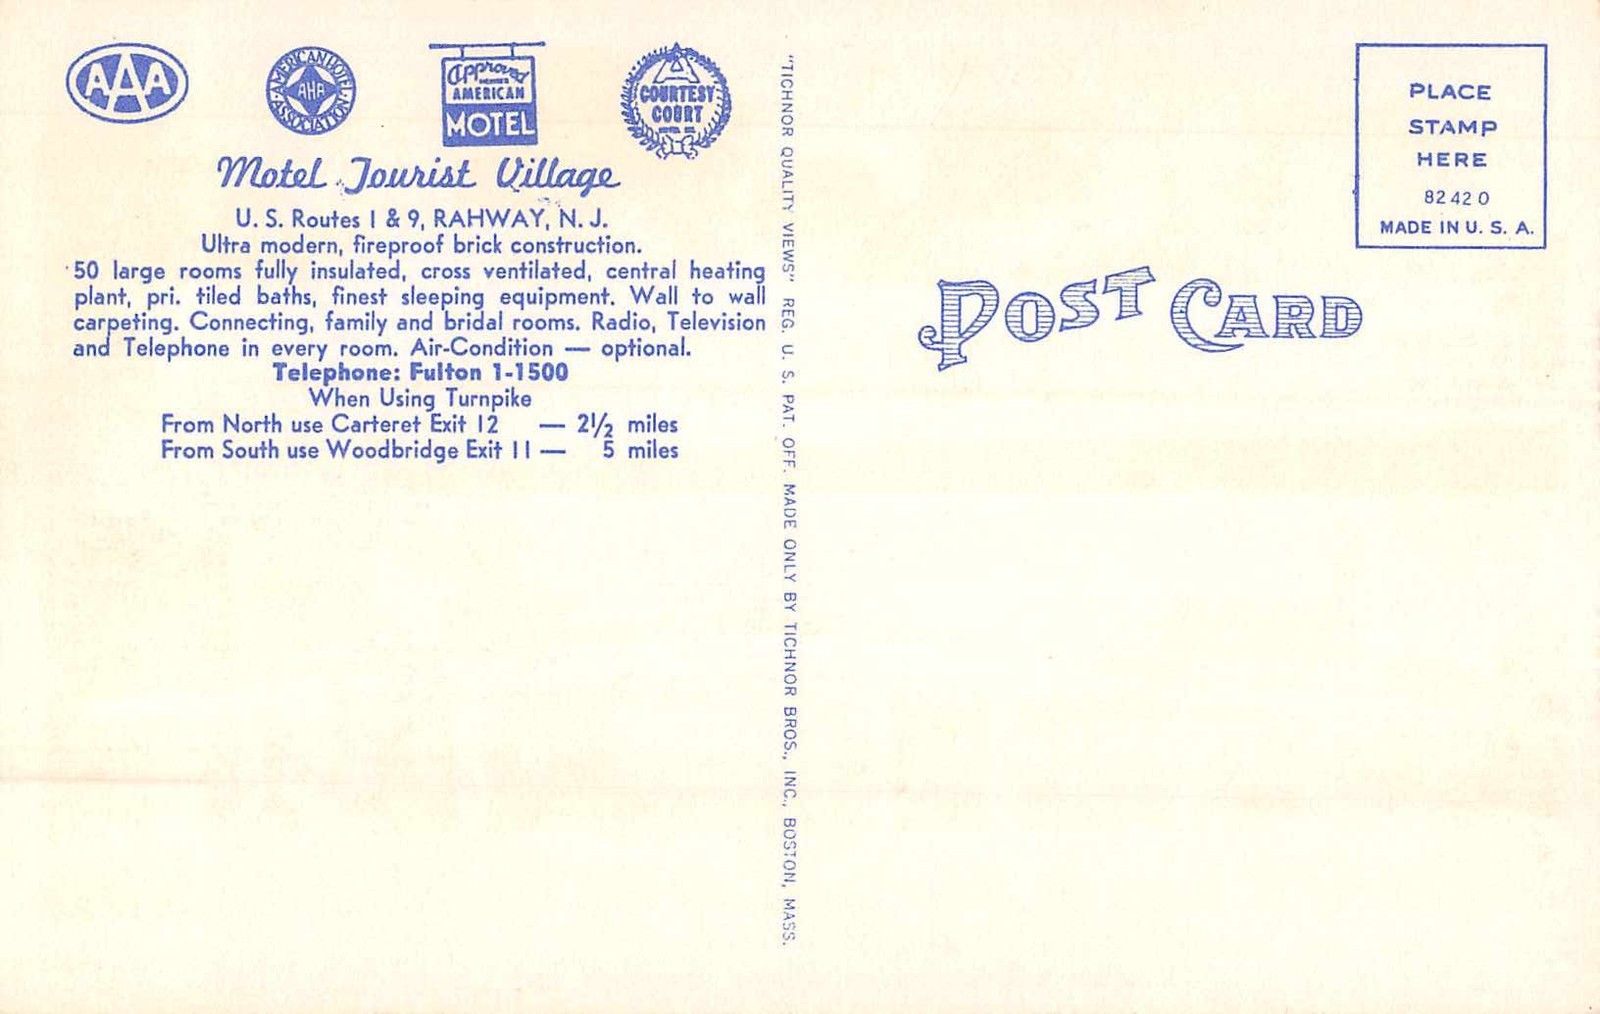 AAA
AMERICAN HOTEL
AHA
ASSOCIATION
Approved
MEMBER
AMERICAN
MOTEL
A
COURTESY
COURT
Motel Tourist Village
U. S. Routes 1 & 9, RAHWAY, N. J.
Ultra modern, fireproof brick construction.
50 large rooms fully insulated, cross ventilated, central heating
plant, pri. tiled baths, finest sleeping equipment. Wall to wall
carpeting. Connecting, family and bridal rooms. Radio, Television
and Telephone in every room. Air-Condition — optional.
Telephone: Fulton 1-1500
When Using Turnpike
From North use Carteret Exit 12 — 2½ miles
From South use Woodbridge Exit 11 — 5 miles
"TICHNOR QUALITY VIEWS" REG. U. S. PAT. OFF. MADE ONLY BY TICHNOR BROS., INC., BOSTON, MASS.
POST CARD
PLACE
STAMP
HERE
82420
MADE IN U. S. A.